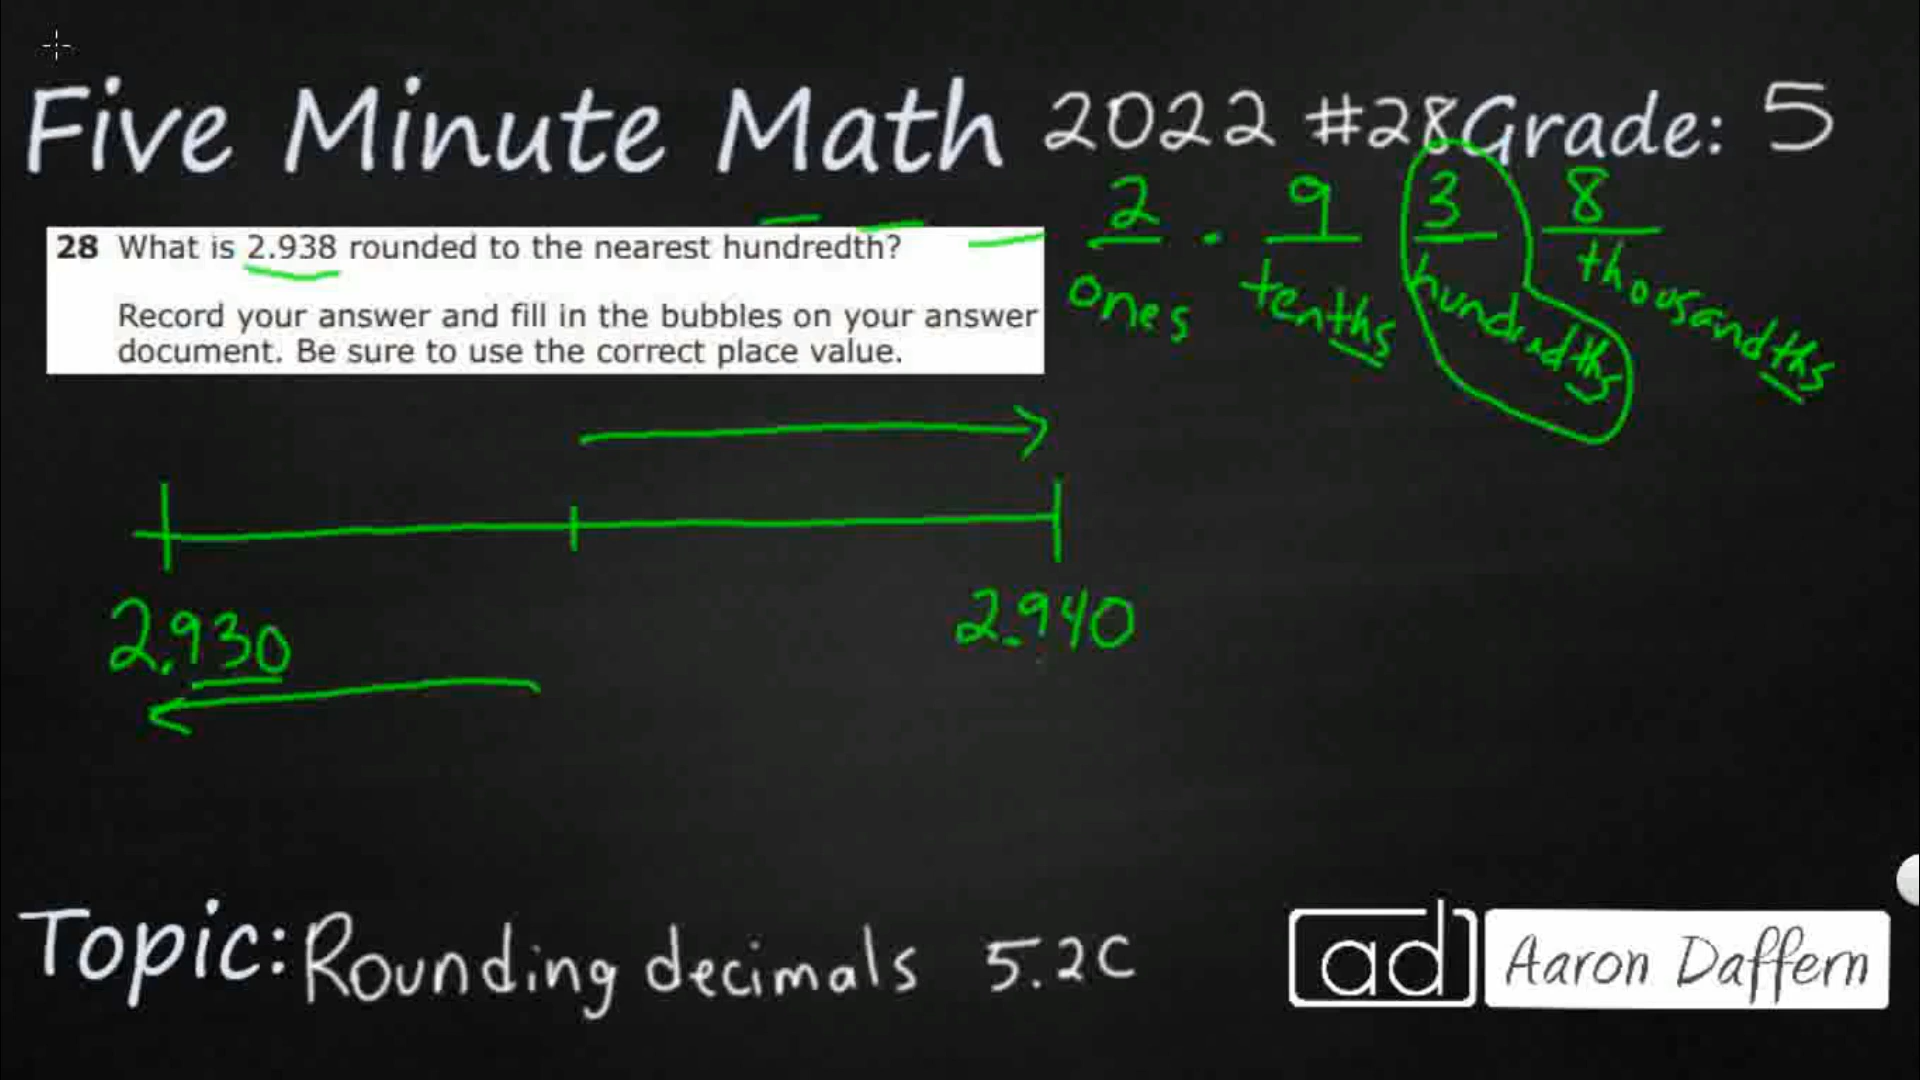 Five Minute Math 2022 #28 Grade: 5
28 What is 2.938 rounded to the nearest hundredth?
Record your answer and fill in the bubbles on your answer
document. Be sure to use the correct place value.
2 . 9 3 8
ones tenths hundredths thousandths
2.930 2.940
Topic: Rounding decimals 5.2C
ad Aaron Daffern